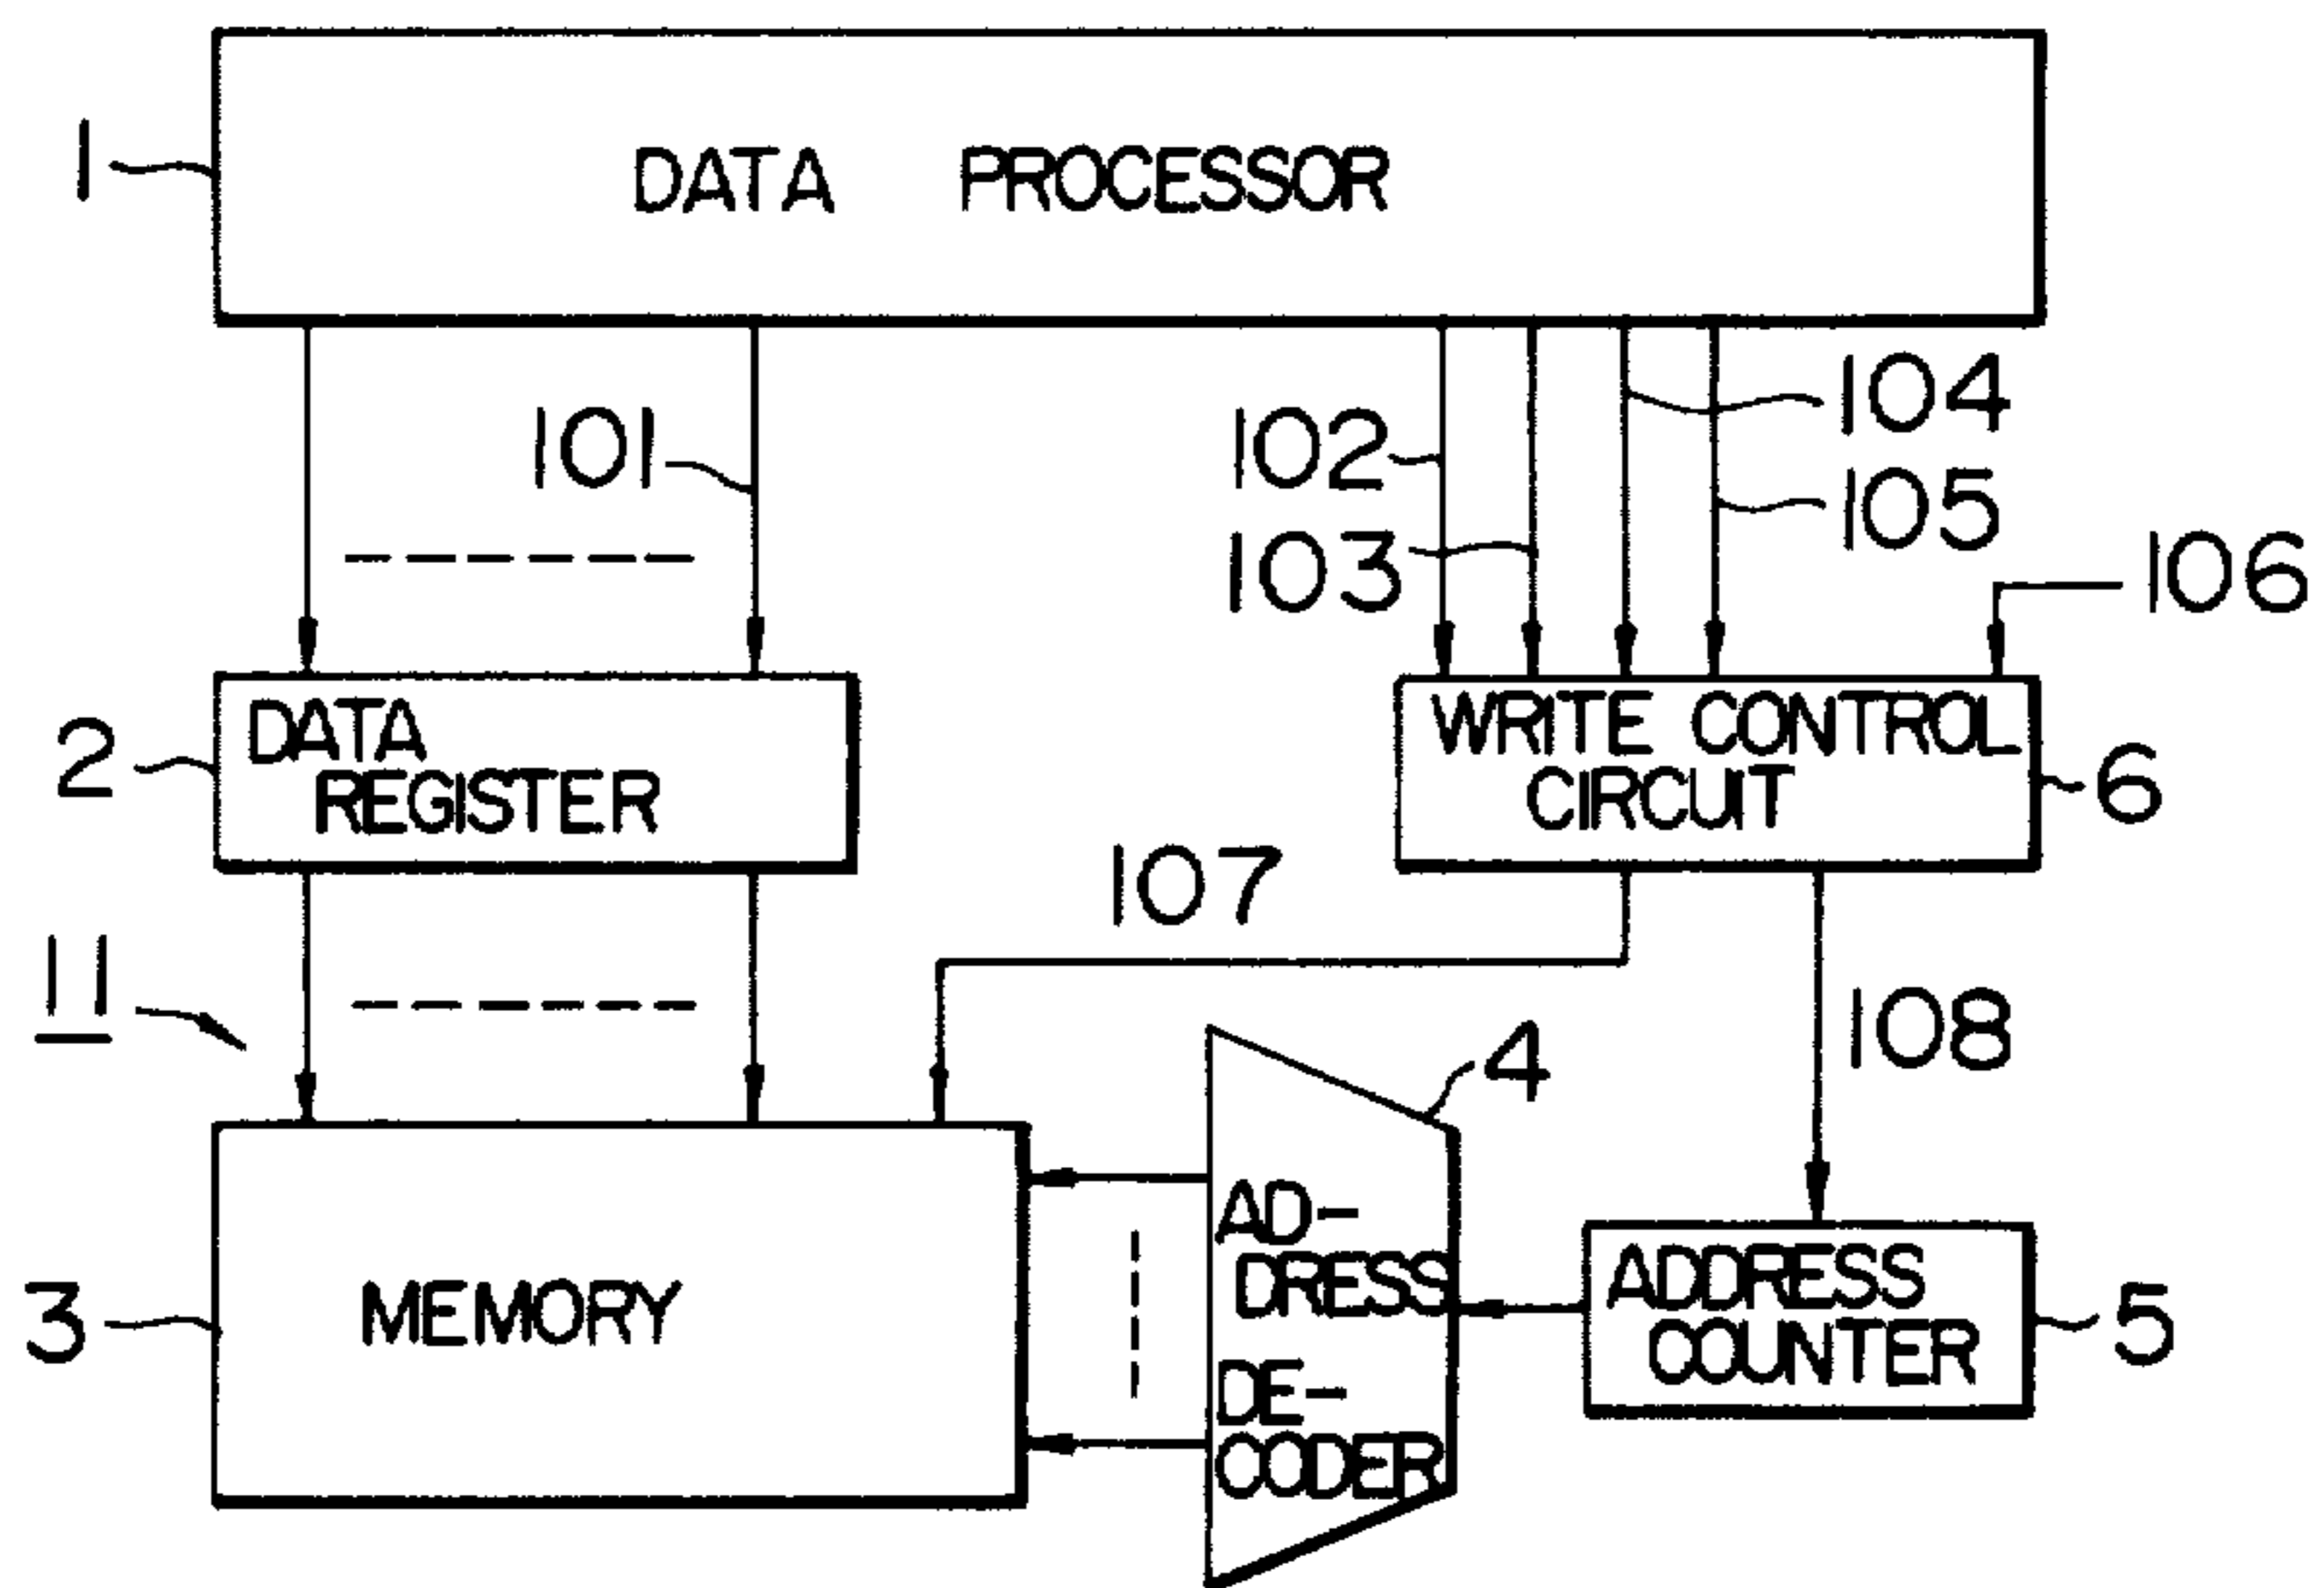 1
DATA PROCESSOR
101
102
103
104
105
106
2
DATA
REGISTER
WRITE CONTROL
CIRCUIT
6
107
11
108
4
3
MEMORY
AD-
DRESS
DE-
CODER
ADDRESS
COUNTER
5